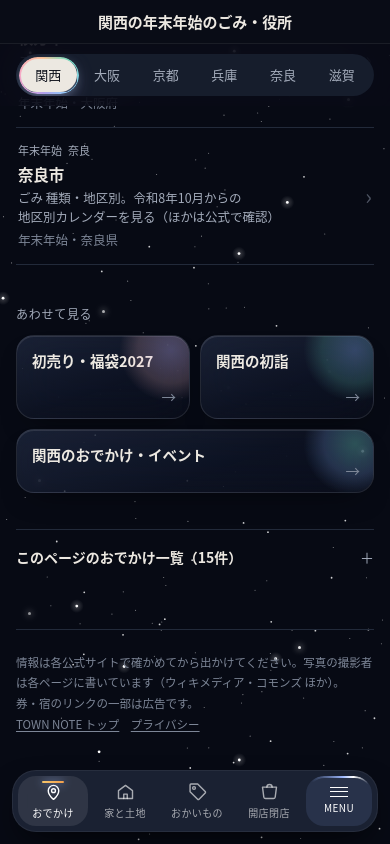 関西の年末年始のごみ・役所
関西
大阪
京都
兵庫
奈良
滋賀
年末年始・大阪府
年末年始 奈良
奈良市
ごみ 種類・地区別。令和8年10月からの
地区別カレンダーを見る（ほかは公式で確認）
年末年始・奈良県
あわせて見る
初売り・福袋2027
→
関西の初詣
→
関西のおでかけ・イベント
→
このページのおでかけ一覧（15件）
＋
情報は各公式サイトで確かめてから出かけてください。写真の撮影者
は各ページに書いています（ウィキメディア・コモンズ ほか）。
券・宿のリンクの一部は広告です。
TOWN NOTE トップ プライバシー
おでかけ
家と土地
おかいもの
開店閉店
MENU